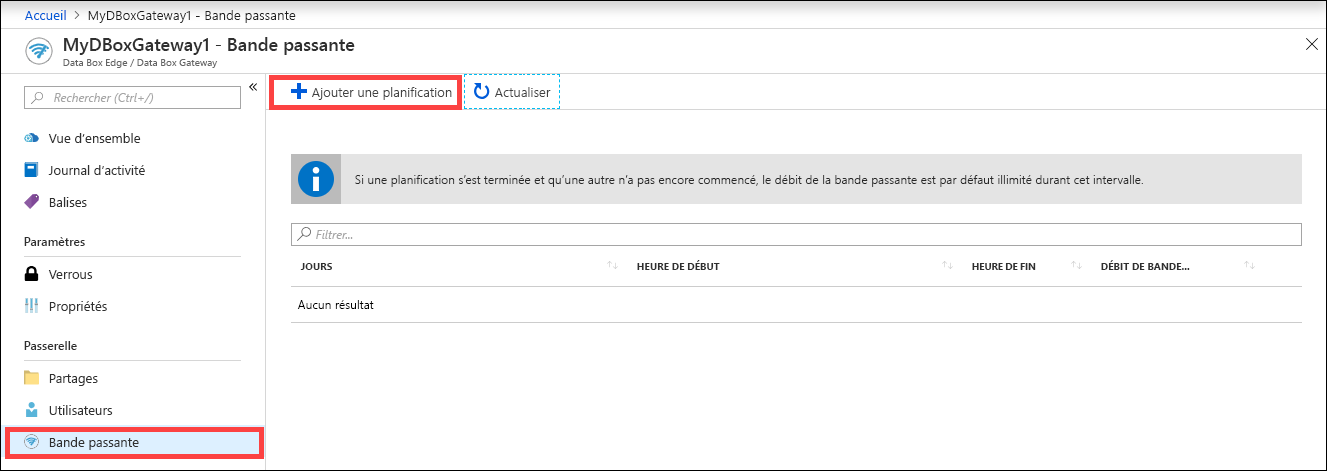 Accueil > MyDBoxGateway1 - Bande passante
MyDBoxGateway1 - Bande passante
Data Box Edge / Data Box Gateway
Rechercher (Ctrl+/)
Vue d'ensemble
Journal d'activité
Balises
Paramètres
Verrous
Propriétés
Passerelle
Partages
Utilisateurs
Bande passante
Ajouter une planification
Actualiser
Si une planification s'est terminée et qu'une autre n'a pas encore commencé, le débit de la bande passante est par défaut illimité durant cet intervalle.
Filtrer...
JOURS HEURE DE DÉBUT HEURE DE FIN DÉBIT DE BANDE...
Aucun résultat